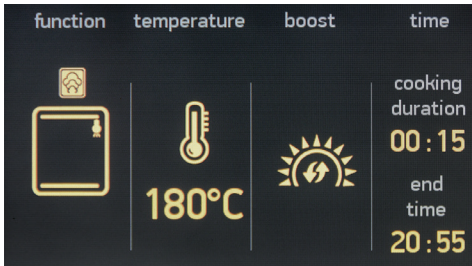 function temperature boost time
cooking
duration
00:15
180°C
end
time
20:55